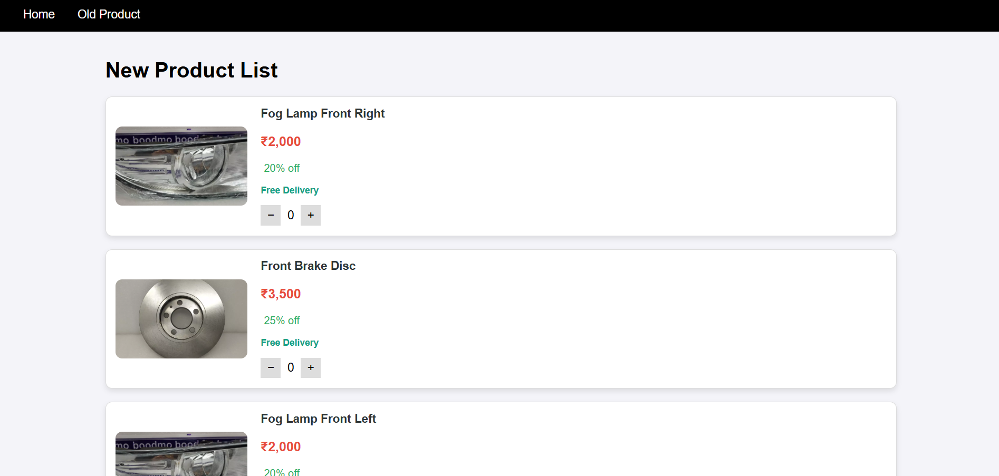 Home Old Product
New Product List
Fog Lamp Front Right
mo boodmo bood
₹2,000
20% off
Free Delivery
− 0 +
Front Brake Disc
₹3,500
25% off
Free Delivery
− 0 +
Fog Lamp Front Left
mo boodmo bood
₹2,000
20% off